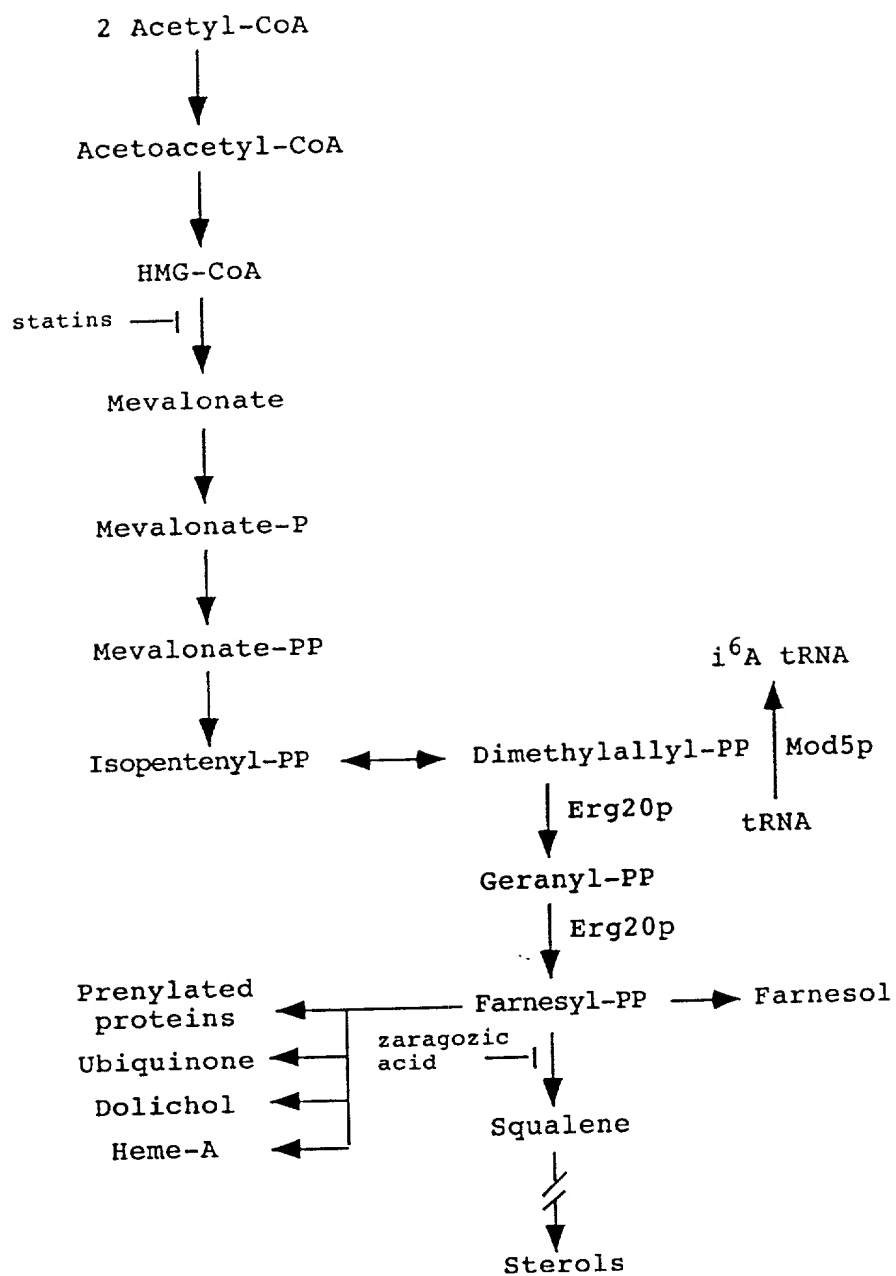 2 Acetyl-CoA
Acetoacetyl-CoA
HMG-CoA
statins
Mevalonate
Mevalonate-P
Mevalonate-PP
i⁶A tRNA
Isopentenyl-PP
Dimethylallyl-PP
Mod5p
Erg20p
tRNA
Geranyl-PP
Erg20p
Prenylated
proteins
Farnesyl-PP
Farnesol
zaragozic
acid
Ubiquinone
Dolichol
Squalene
Heme-A
Sterols